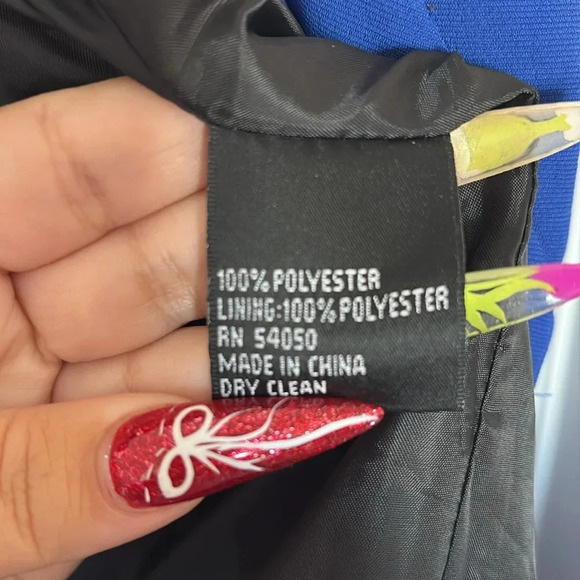 100% POLYESTER
LINING:100% POLYESTER
RN 54050
MADE IN CHINA
DRY CLEAN